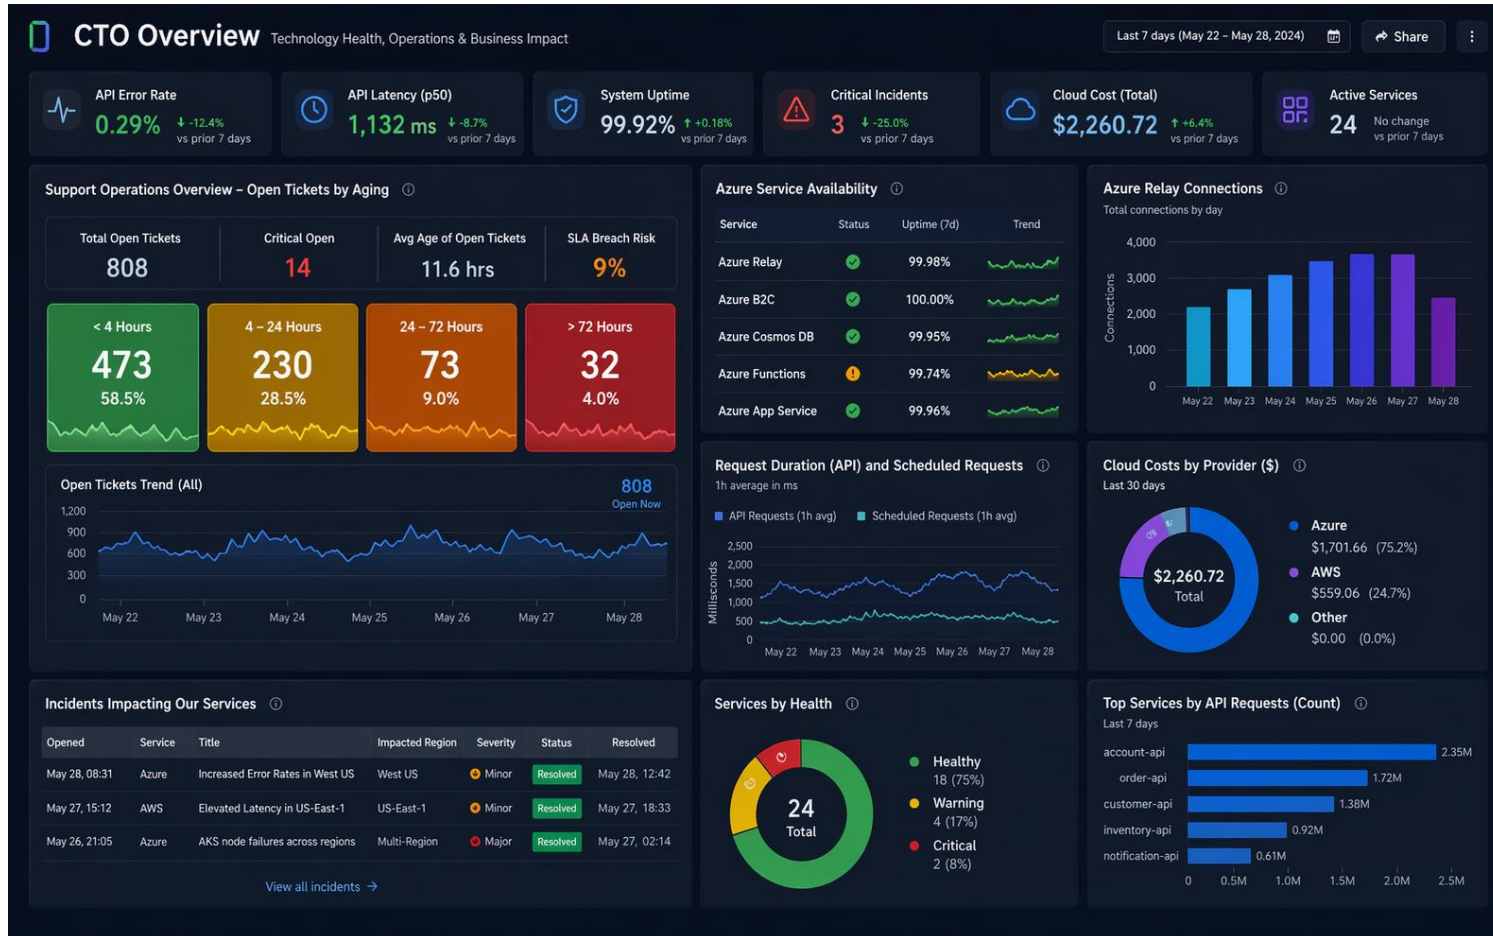 CTO Overview Technology Health, Operations & Business Impact
Last 7 days (May 22 – May 28, 2024)
Share
API Error Rate
0.29% ↓ -12.4%
vs prior 7 days
API Latency (p50)
1,132 ms ↓ -8.7%
vs prior 7 days
System Uptime
99.92% ↑ +0.18%
vs prior 7 days
Critical Incidents
3 ↓ -25.0%
vs prior 7 days
Cloud Cost (Total)
$2,260.72 ↑ +6.4%
vs prior 7 days
Active Services
24 No change
vs prior 7 days
Support Operations Overview – Open Tickets by Aging
Total Open Tickets
808
Critical Open
14
Avg Age of Open Tickets
11.6 hrs
SLA Breach Risk
9%
< 4 Hours
473
58.5%
4 – 24 Hours
230
28.5%
24 – 72 Hours
73
9.0%
> 72 Hours
32
4.0%
Open Tickets Trend (All)
808
Open Now
1,200
900
600
300
0
May 22 May 23 May 24 May 25 May 26 May 27 May 28
Azure Service Availability
Service Status Uptime (7d) Trend
Azure Relay 99.98%
Azure B2C 100.00%
Azure Cosmos DB 99.95%
Azure Functions 99.74%
Azure App Service 99.96%
Azure Relay Connections
Total connections by day
Connections
4,000
3,000
2,000
1,000
0
May 22 May 23 May 24 May 25 May 26 May 27 May 28
Request Duration (API) and Scheduled Requests
1h average in ms
API Requests (1h avg) Scheduled Requests (1h avg)
Milliseconds
2,500
2,000
1,500
1,000
500
0
May 22 May 23 May 24 May 25 May 26 May 27 May 28
Cloud Costs by Provider ($)
Last 30 days
$2,260.72
Total
Azure
$1,701.66 (75.2%)
AWS
$559.06 (24.7%)
Other
$0.00 (0.0%)
Incidents Impacting Our Services
Opened Service Title Impacted Region Severity Status Resolved
May 28, 08:31 Azure Increased Error Rates in West US West US Minor Resolved May 28, 12:42
May 27, 15:12 AWS Elevated Latency in US-East-1 US-East-1 Minor Resolved May 27, 18:33
May 26, 21:05 Azure AKS node failures across regions Multi-Region Major Resolved May 27, 02:14
View all incidents →
Services by Health
24
Total
Healthy
18 (75%)
Warning
4 (17%)
Critical
2 (8%)
Top Services by API Requests (Count)
Last 7 days
account-api 2.35M
order-api 1.72M
customer-api 1.38M
inventory-api 0.92M
notification-api 0.61M
0 0.5M 1.0M 1.5M 2.0M 2.5M